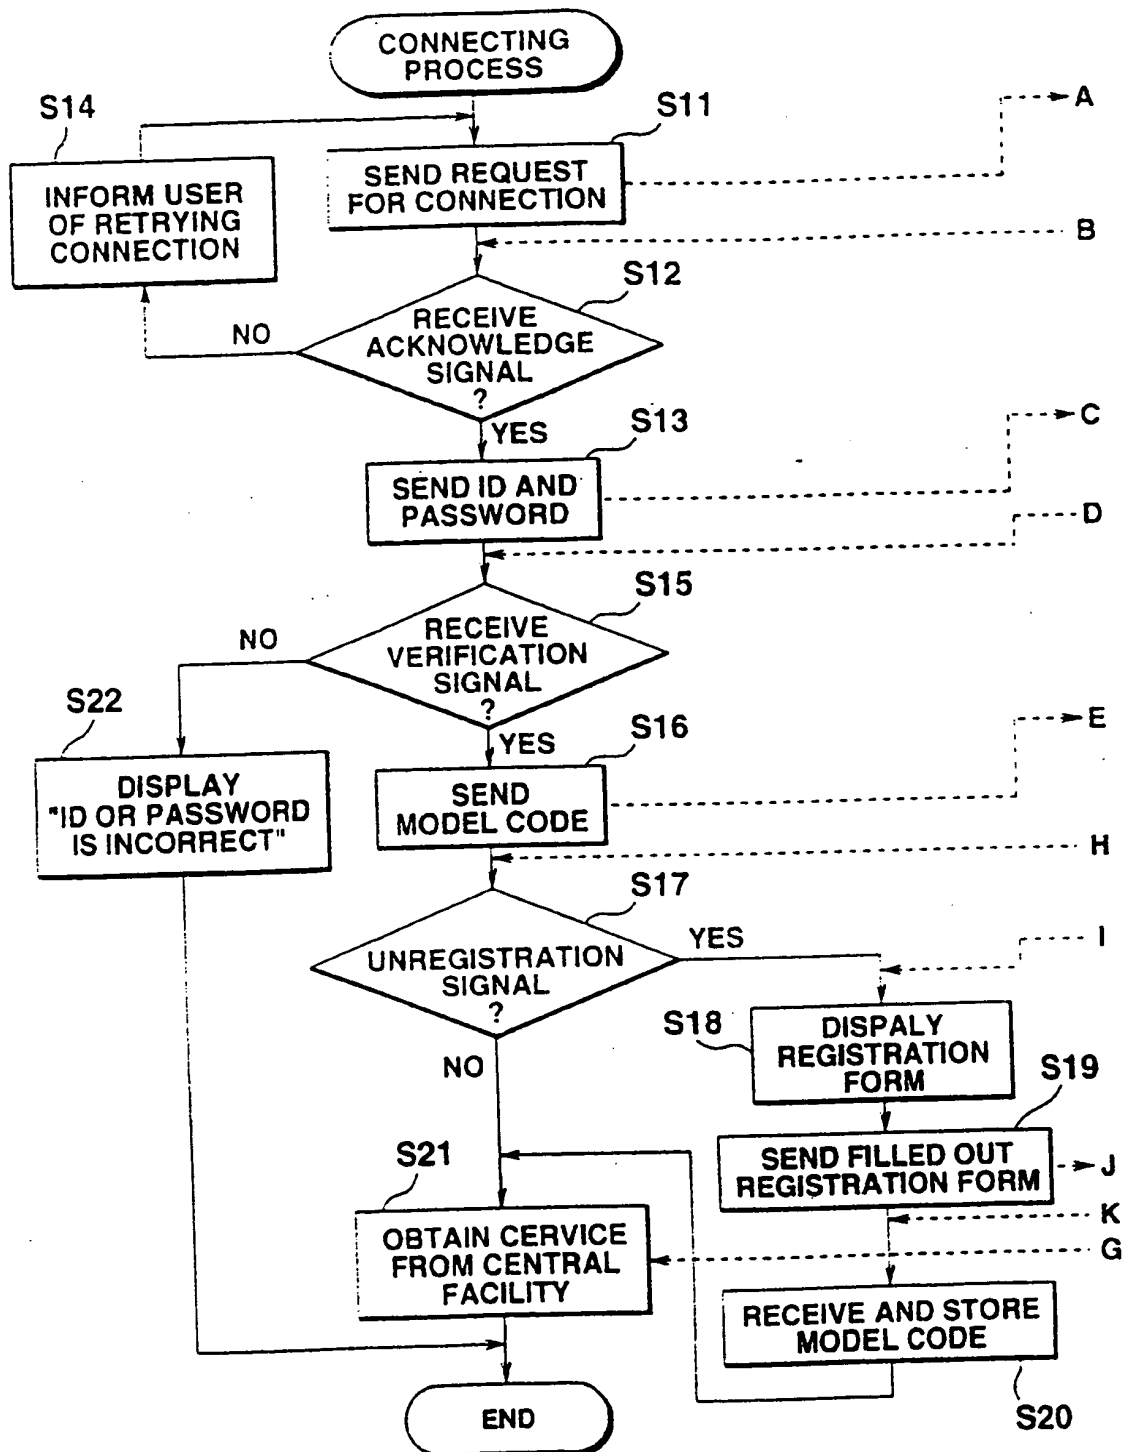 CONNECTING
PROCESS
S14
S11
A
INFORM USER
OF RETRYING
CONNECTION
SEND REQUEST
FOR CONNECTION
B
S12
NO
RECEIVE
ACKNOWLEDGE
SIGNAL
?
YES
S13
C
SEND ID AND
PASSWORD
D
S15
NO
RECEIVE
VERIFICATION
SIGNAL
?
S22
YES
S16
E
DISPLAY
"ID OR PASSWORD
IS INCORRECT"
SEND
MODEL CODE
H
S17
YES
I
UNREGISTRATION
SIGNAL
?
NO
S18
DISPALY
REGISTRATION
FORM
S19
SEND FILLED OUT
REGISTRATION FORM
J
K
S21
G
OBTAIN CERVICE
FROM CENTRAL
FACILITY
RECEIVE AND STORE
MODEL CODE
S20
END